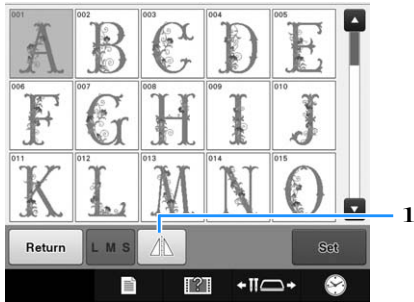 001 002 003 004 005
A B C D E
006 007 008 009 010
F G H I J
011 012 013 014 015
K L M N O
1
Return L M S Set
?